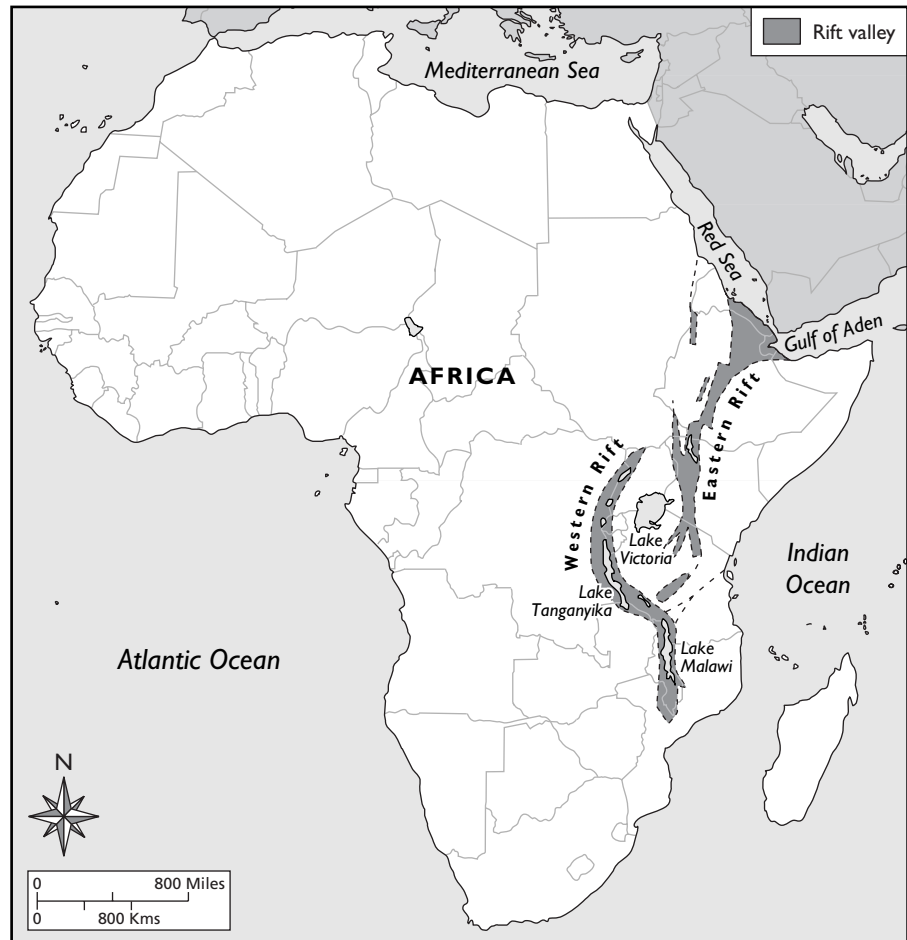 Rift valley
Mediterranean Sea
Red Sea
Gulf of Aden
AFRICA
Eastern Rift
Western Rift
Lake
Victoria
Indian
Ocean
Lake
Tanganyika
Atlantic Ocean
Lake
Malawi
N
0 800 Miles
0 800 Kms